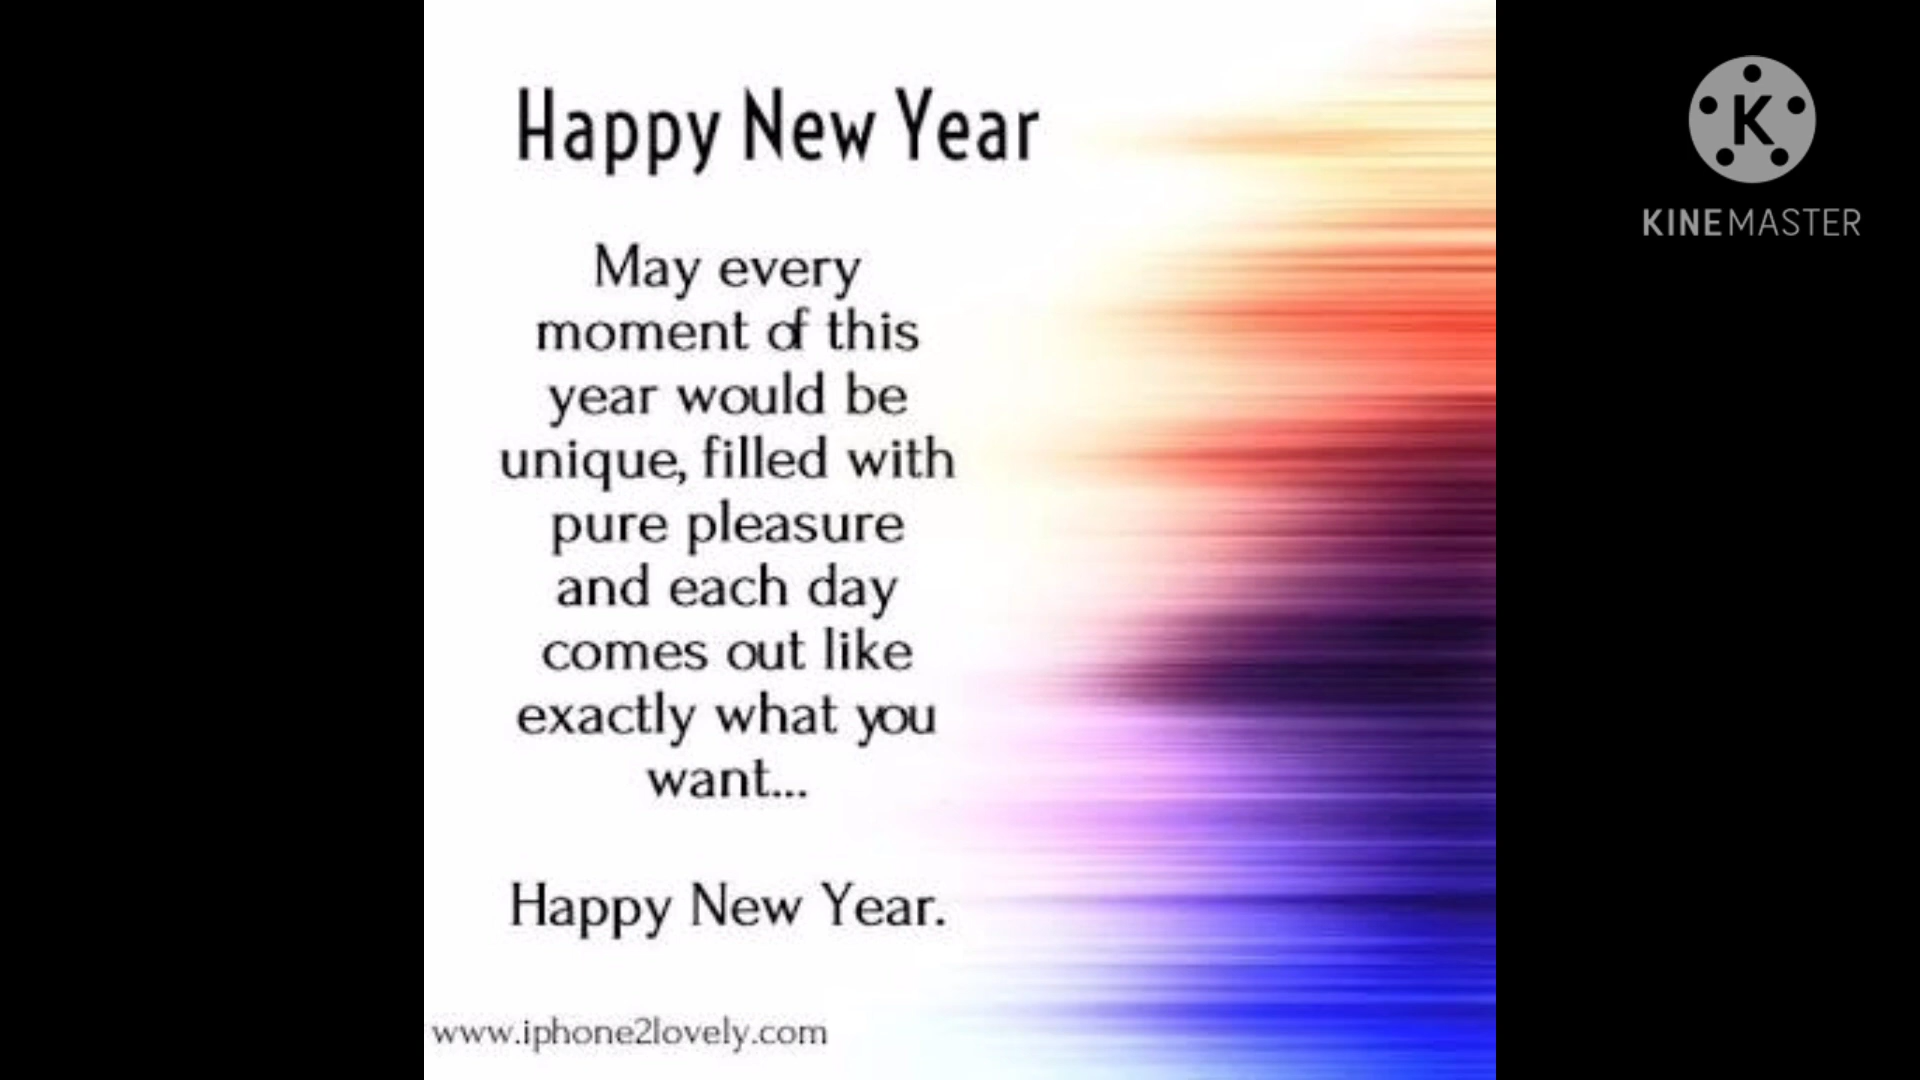 Happy New Year
May every
moment of this
year would be
unique, filled with
pure pleasure
and each day
comes out like
exactly what you
want...
Happy New Year.
www.iphone2lovely.com
K
KINEMASTER